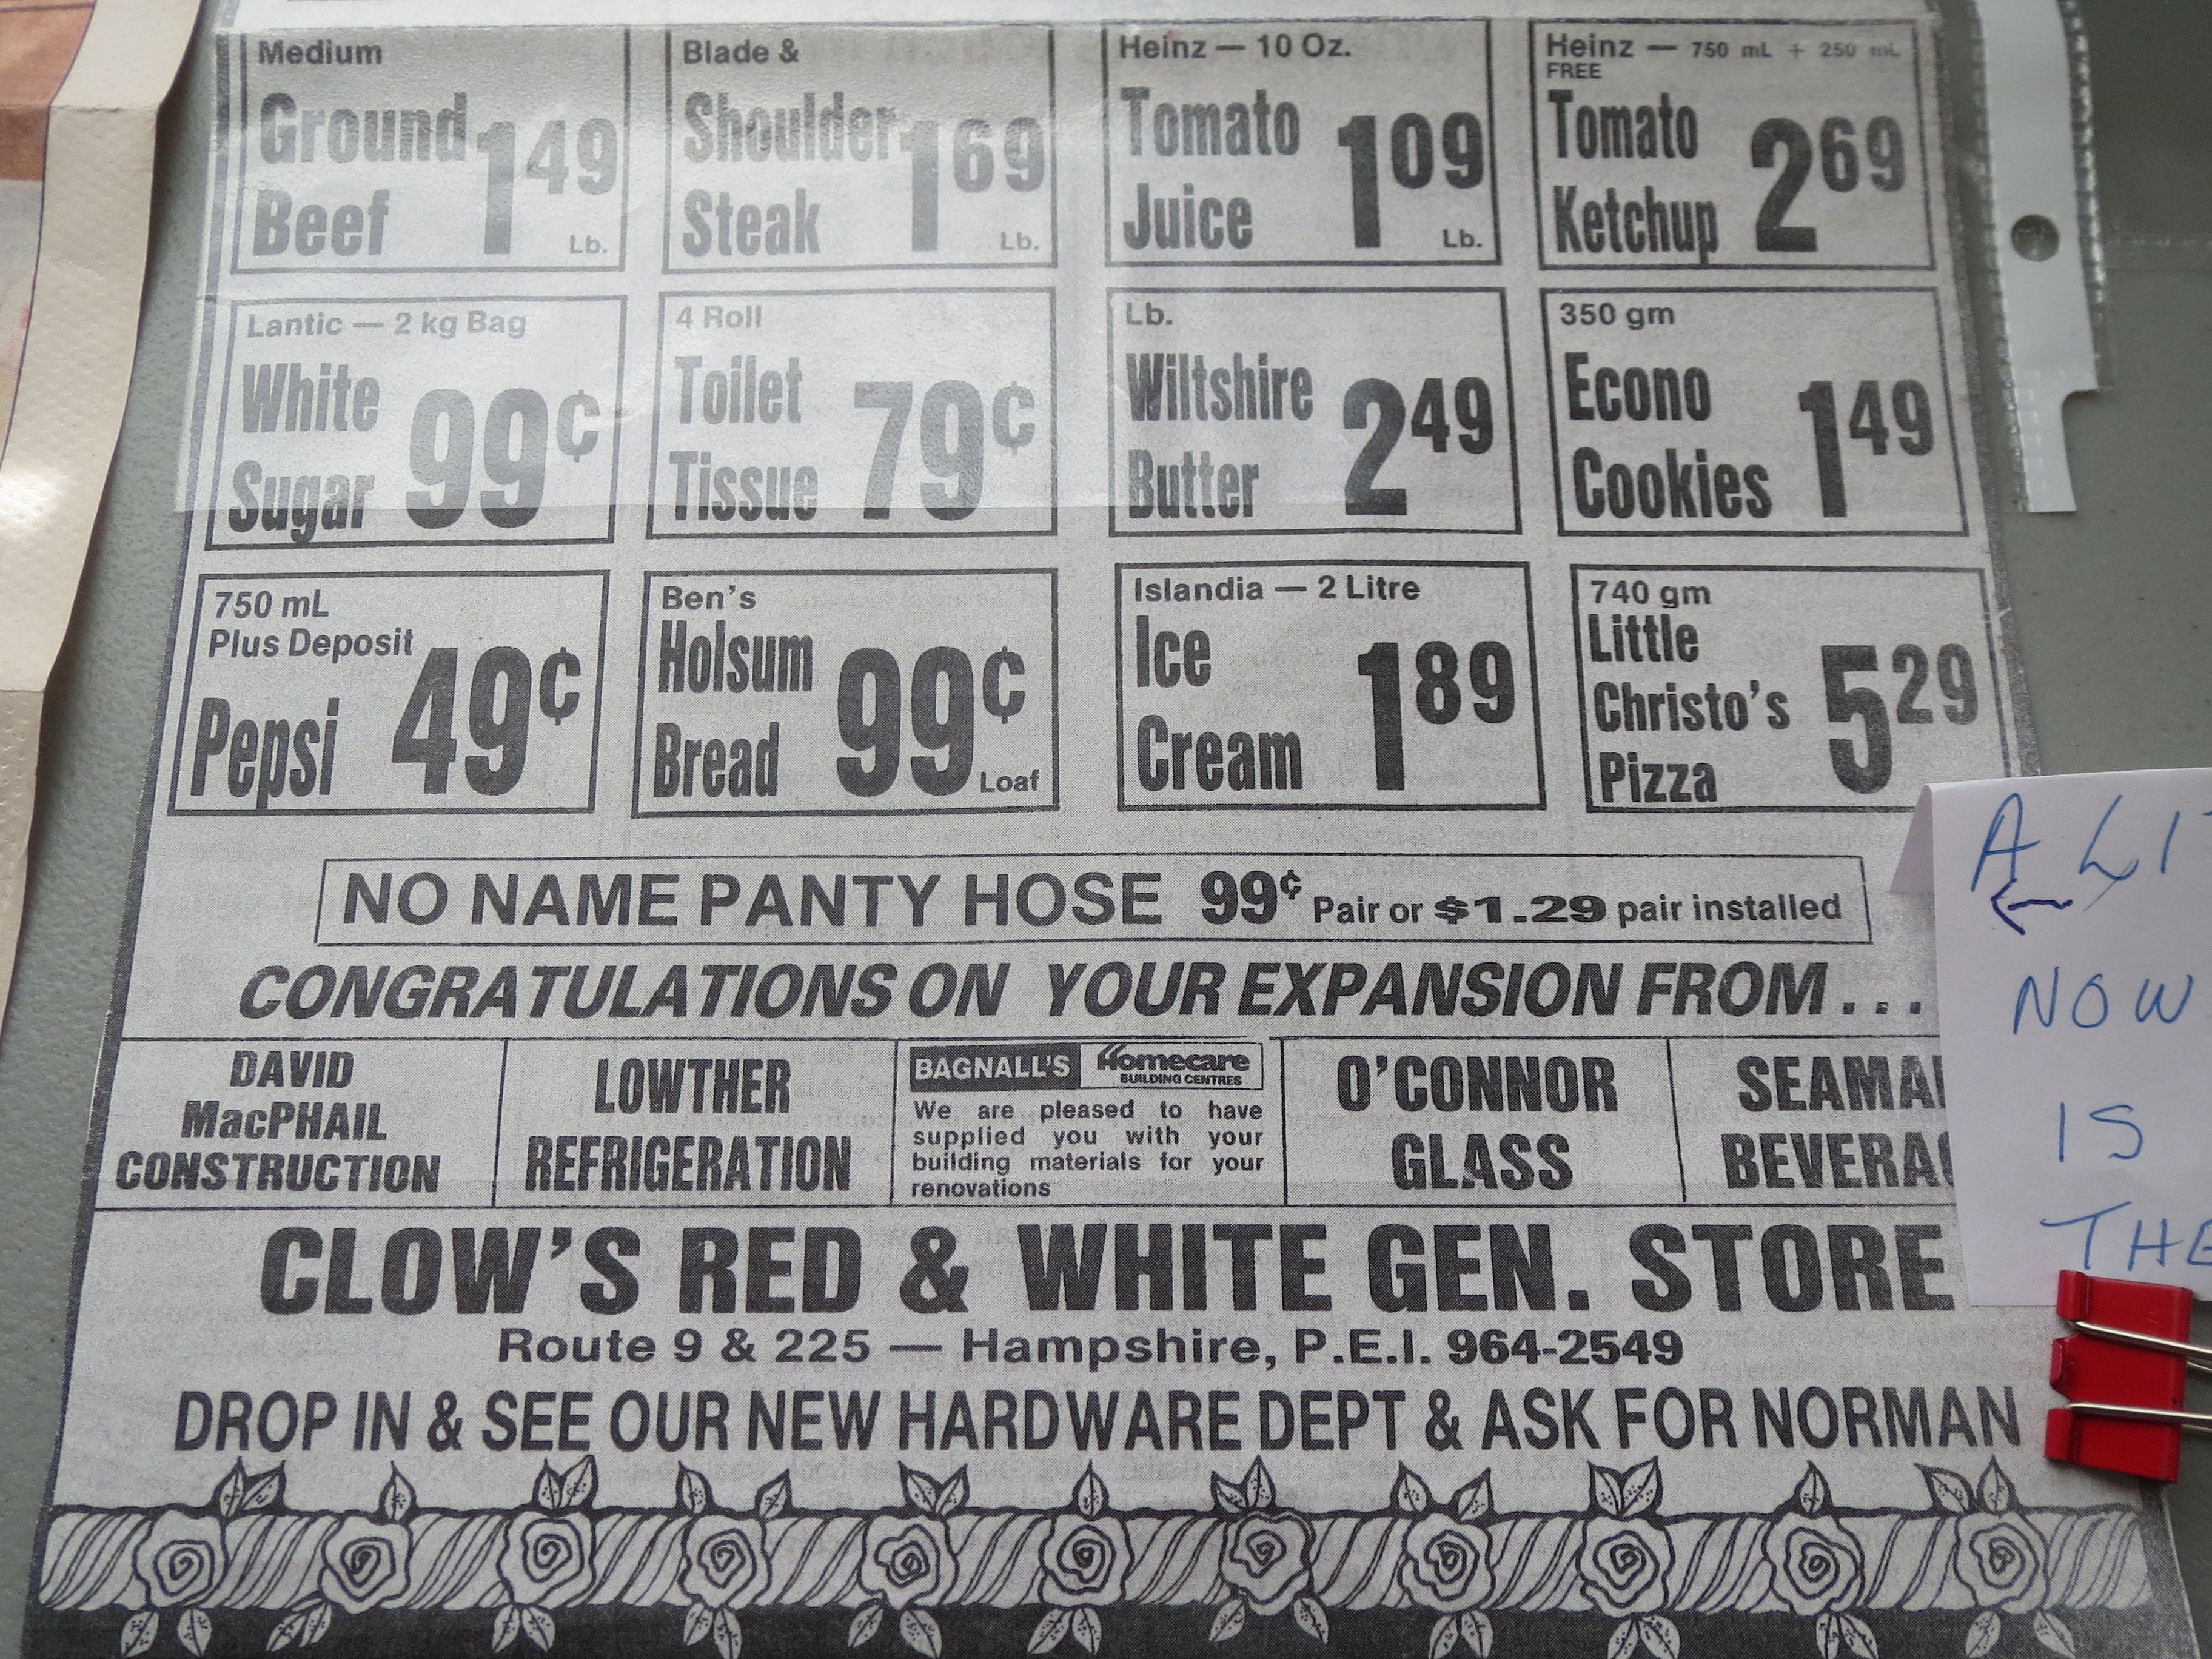 Medium
Ground
Beef
1 49
Lb.
Blade &
Shoulder
Steak
1 69
Lb.
Heinz — 10 Oz.
Tomato
Juice
1 09
Lb.
Heinz — 750 mL + 250 mL
FREE
Tomato
Ketchup
2 69
Lantic — 2 kg Bag
White
Sugar
99¢
4 Roll
Toilet
Tissue
79¢
Lb.
Wiltshire
Butter
2 49
350 gm
Econo
Cookies
1 49
750 mL
Plus Deposit
Pepsi
49¢
Ben's
Holsum
Bread
99¢
Loaf
Islandia — 2 Litre
Ice
Cream
1 89
740 gm
Little
Christo's
Pizza
5 29
NO NAME PANTY HOSE 99¢ Pair or $1.29 pair installed
CONGRATULATIONS ON YOUR EXPANSION FROM...
DAVID
MacPHAIL
CONSTRUCTION
LOWTHER
REFRIGERATION
BAGNALL'S Homecare
BUILDING CENTRES
We are pleased to have
supplied you with your
building materials for your
renovations
O'CONNOR
GLASS
CLOW'S RED & WHITE GEN. STORE
Route 9 & 225 — Hampshire, P.E.I. 964-2549
DROP IN & SEE OUR NEW HARDWARE DEPT & ASK FOR NORMAN
A
NOW
IS